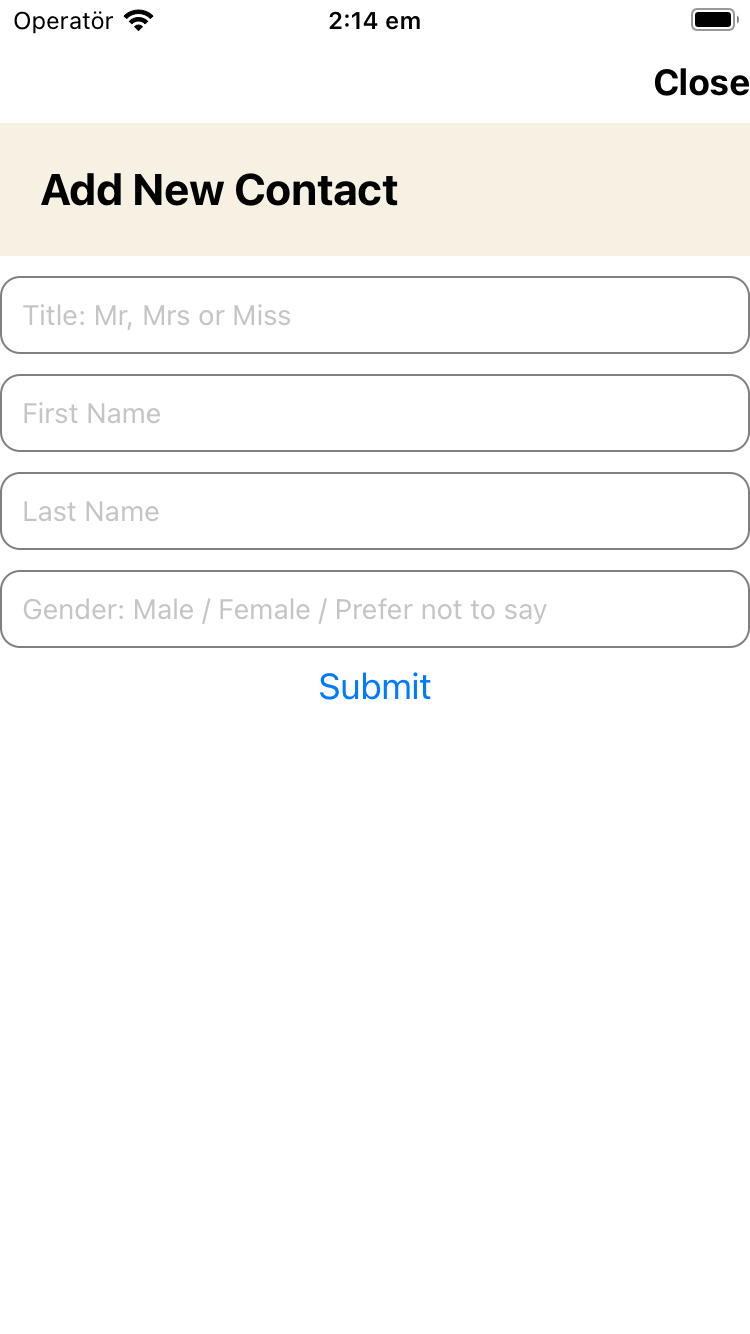 Operatör 2:14 em
Close
Add New Contact
Title: Mr, Mrs or Miss
First Name
Last Name
Gender: Male / Female / Prefer not to say
Submit